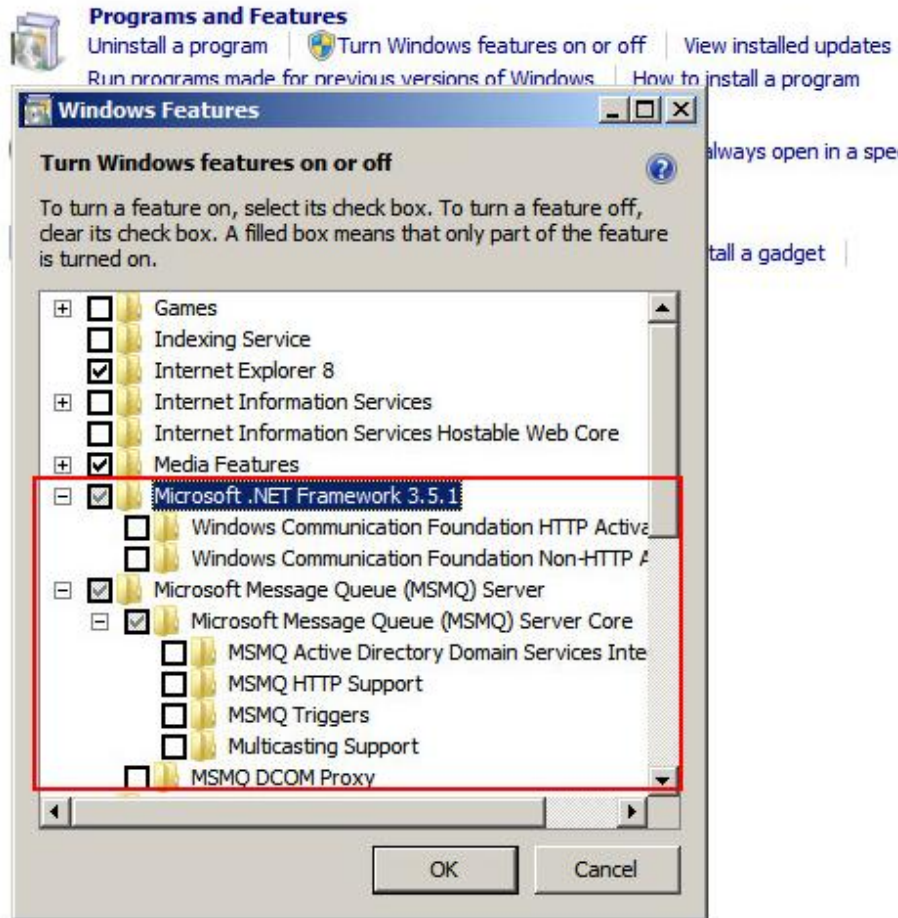 Programs and Features
Uninstall a program Turn Windows features on or off View installed updates
Run programs made for previous versions of Windows How to install a program
Windows Features
always open in a spe
Turn Windows features on or off
To turn a feature on, select its check box. To turn a feature off,
clear its check box. A filled box means that only part of the feature
is turned on.
tall a gadget
Games
Indexing Service
Internet Explorer 8
Internet Information Services
Internet Information Services Hostable Web Core
Media Features
Microsoft .NET Framework 3.5.1
Windows Communication Foundation HTTP Activa
Windows Communication Foundation Non-HTTP A
Microsoft Message Queue (MSMQ) Server
Microsoft Message Queue (MSMQ) Server Core
MSMQ Active Directory Domain Services Inte
MSMQ HTTP Support
MSMQ Triggers
Multicasting Support
MSMQ DCOM Proxy
OK Cancel